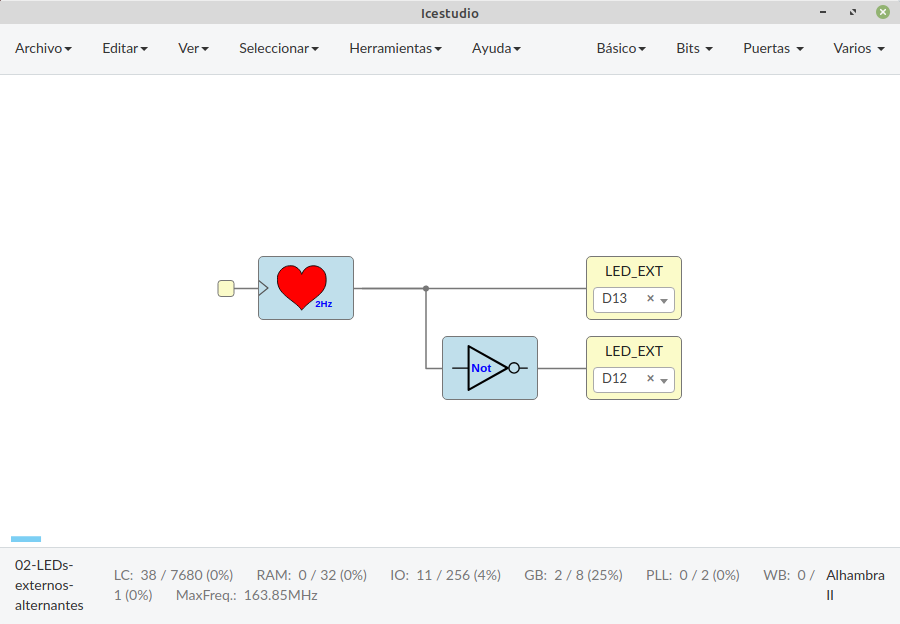 Icestudio
Archivo Editar Ver Seleccionar Herramientas Ayuda Básico Bits Puertas Varios
2Hz
LED_EXT
D13 ×
Not
LED_EXT
D12 ×
02-LEDs-
externos-
alternantes
LC: 38 / 7680 (0%) RAM: 0 / 32 (0%) IO: 11 / 256 (4%) GB: 2 / 8 (25%) PLL: 0 / 2 (0%) WB: 0 /
1 (0%) MaxFreq.: 163.85MHz
Alhambra
II